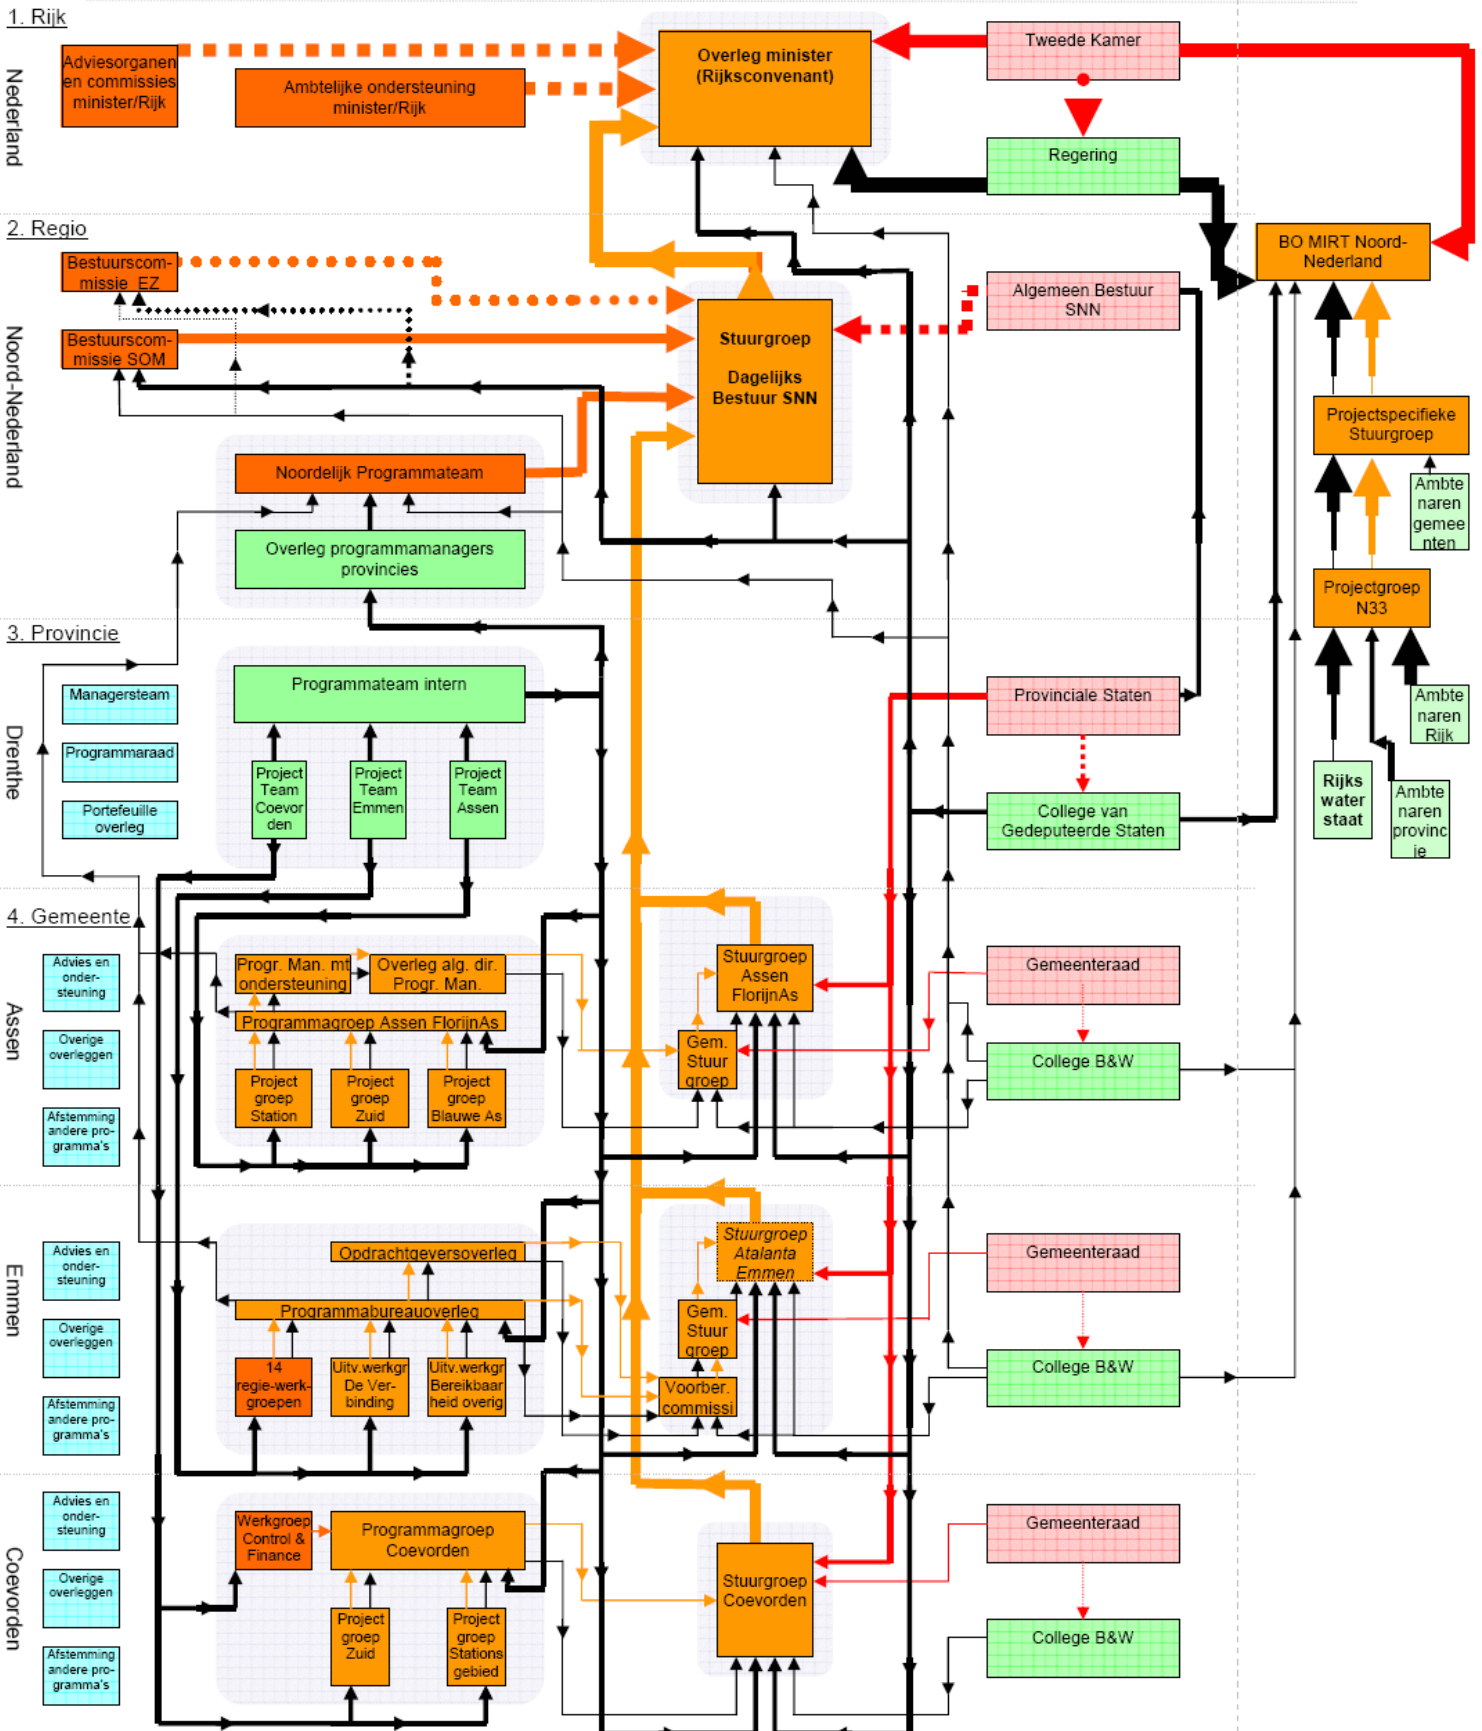 1. Rijk
Nederland
Adviesorganen
en commissies
minister/Rijk
Ambtelijke ondersteuning
minister/Rijk
Overleg minister
(Rijksconvenant)
Tweede Kamer
Regering
2. Regio
Noord-Nederland
Bestuurscom-
missie EZ
Bestuurscom-
missie SOM
Stuurgroep
Dagelijks
Bestuur SNN
Algemeen Bestuur
SNN
BO MIRT Noord-
Nederland
Projectspecifieke
Stuurgroep
Ambte
naren
gemee
nten
Noordelijk Programmateam
Overleg programmamanagers
provincies
Projectgroep
N33
3. Provincie
Drenthe
Managersteam
Programmaraad
Portefeuille
overleg
Programmateam intern
Project
Team
Coevor
den
Project
Team
Emmen
Project
Team
Assen
Provinciale Staten
College van
Gedeputeerde Staten
Ambte
naren
Rijk
Rijks
water
staat
Ambte
naren
provinc
ie
4. Gemeente
Assen
Advies en
onder-
steuning
Overige
overleggen
Afstemming
andere pro-
gramma's
Progr. Man. mt
ondersteuning
Overleg alg. dir.
Progr. Man.
Programmagroep Assen FlorijnAs
Project
groep
Station
Project
groep
Zuid
Project
groep
Blauwe As
Stuurgroep
Assen
FlorijnAs
Gem.
Stuur
groep
Gemeenteraad
College B&W
Emmen
Advies en
onder-
steuning
Overige
overleggen
Afstemming
andere pro-
gramma's
Opdrachtgeversoverleg
Programmabureauoverleg
14
regie-werk-
groepen
Uitv.werkgr
De Ver-
binding
Uitv.werkgr
Bereikbaar
heid overig
Stuurgroep
Atalanta
Emmen
Gem.
Stuur
groep
Voorber.
commissi
Gemeenteraad
College B&W
Coevorden
Advies en
onder-
steuning
Overige
overleggen
Afstemming
andere pro-
gramma's
Werkgroep
Control &
Finance
Programmagroep
Coevorden
Project
groep
Zuid
Project
groep
Stations
gebied
Stuurgroep
Coevorden
Gemeenteraad
College B&W